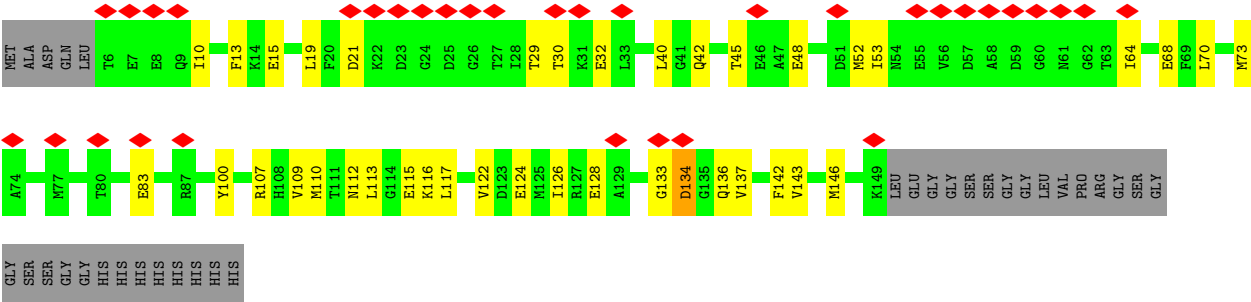 MET ALA ASP GLN LEU T6 E7 E8 Q9 I10 F13 K14 E15 L19 F20 D21 K22 D23 G24 D25 G26 T27 I28 T29 T30 K31 E32 L33 L40 G41 Q42 T45 E46 A47 E48 D51 M52 I53 N54 E55 V56 D57 A58 D59 G60 N61 G62 T63 I64 E68 F69 L70 M73
A74 M77 T80 E83 R87 Y100 R107 H108 V109 M110 T111 N112 L113 G114 E115 K116 L117 V122 D123 E124 M125 I126 R127 E128 A129 G133 D134 G135 Q136 V137 F142 V143 M146 K149 LEU GLU GLY GLY SER SER GLY GLY LEU VAL PRO ARG GLY SER GLY
GLY SER SER GLY GLY HIS HIS HIS HIS HIS HIS HIS HIS